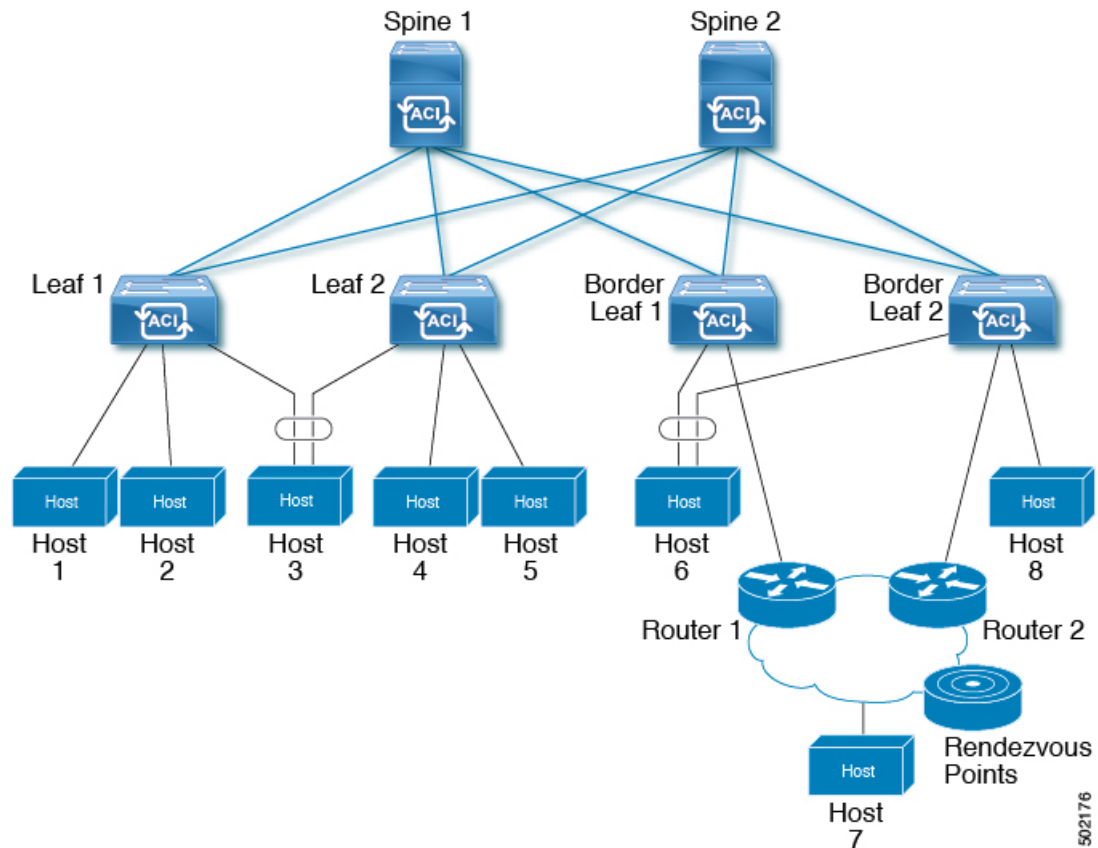 Spine 1
Spine 2
ACI
ACI
Leaf 1
Leaf 2
Border
Leaf 1
Border
Leaf 2
ACI
ACI
ACI
ACI
Host
Host
Host
Host
Host
Host
Host
Host
1
Host
2
Host
3
Host
4
Host
5
Host
6
Host
8
Router 1
Router 2
Rendezvous
Points
Host
Host
7
502176